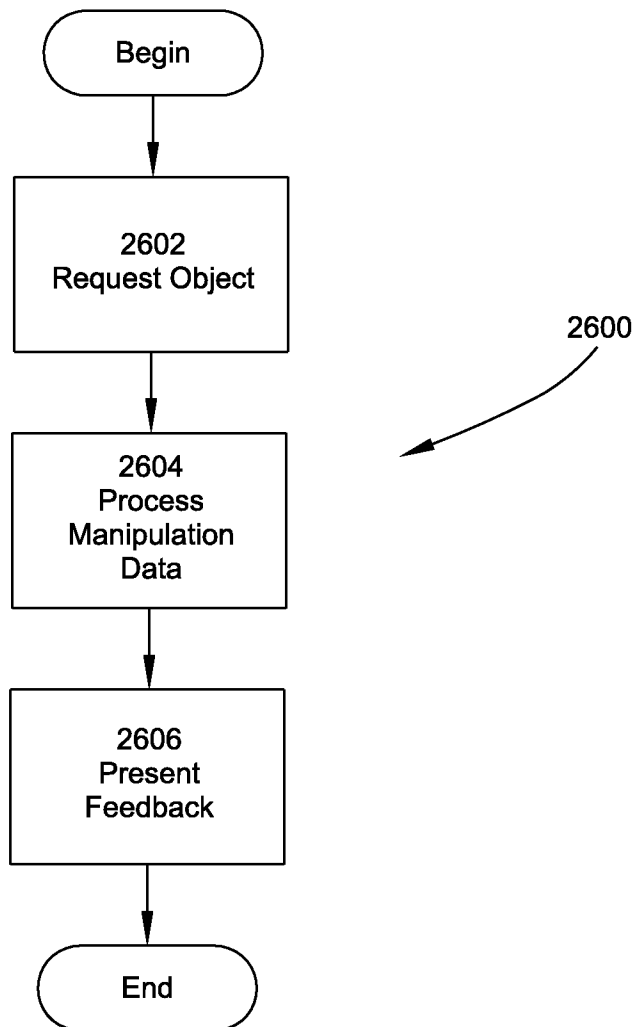 Begin
2602
Request Object
2600
2604
Process
Manipulation
Data
2606
Present
Feedback
End